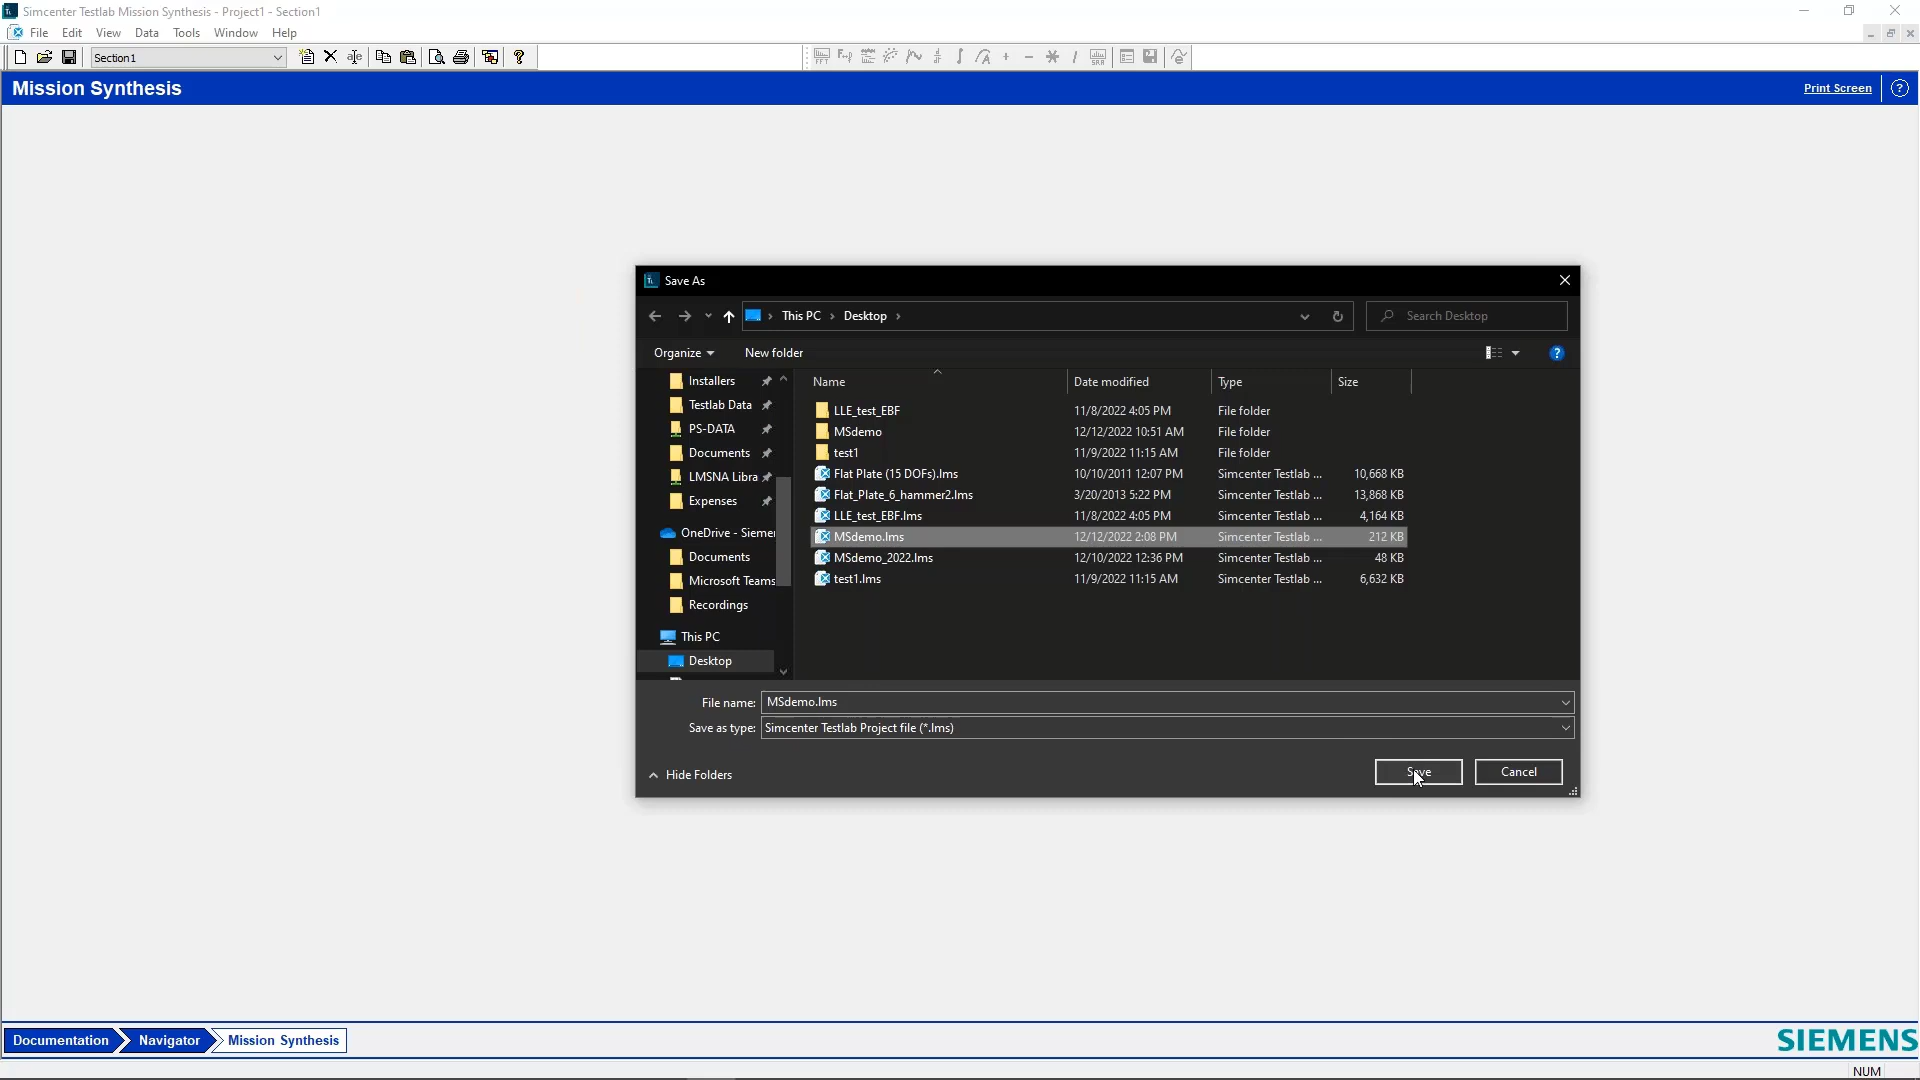 Simcenter Testlab Mission Synthesis - Project1 - Section1
File Edit View Data Tools Window Help
Section1
Mission Synthesis
Print Screen
Save As
This PC Desktop
Search Desktop
Organize New folder
Name Date modified Type Size
Installers
Testlab Data
PS-DATA
Documents
LMSNA Libra
Expenses
OneDrive - Sieme
Documents
Microsoft Teams
Recordings
This PC
Desktop
LLE_test_EBF 11/8/2022 4:05 PM File folder
MSdemo 12/12/2022 10:51 AM File folder
test1 11/9/2022 11:15 AM File folder
Flat Plate (15 DOFs).lms 10/10/2011 12:07 PM Simcenter Testlab ... 10,668 KB
Flat_Plate_6_hammer2.lms 3/20/2013 5:22 PM Simcenter Testlab ... 13,868 KB
LLE_test_EBF.lms 11/8/2022 4:05 PM Simcenter Testlab ... 4,164 KB
MSdemo.lms 12/12/2022 2:08 PM Simcenter Testlab ... 212 KB
MSdemo_2022.lms 12/10/2022 12:36 PM Simcenter Testlab ... 48 KB
test1.lms 11/9/2022 11:15 AM Simcenter Testlab ... 6,632 KB
File name: MSdemo.lms
Save as type: Simcenter Testlab Project file (*.lms)
Hide Folders
Save Cancel
Documentation Navigator Mission Synthesis
SIEMENS
NUM